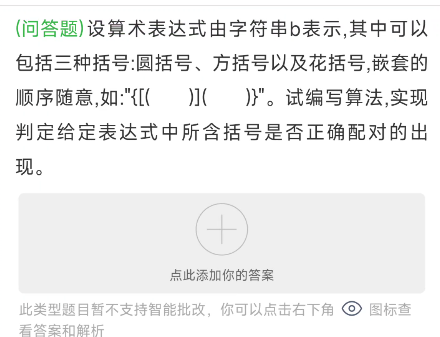 (问答题)设算术表达式由字符串b表示,其中可以
包括三种括号:圆括号、方括号以及花括号,嵌套的
顺序随意,如:"{[(  )](  )}"。试编写算法,实现
判定给定表达式中所含括号是否正确配对的出
现。
点此添加你的答案
此类型题目暂不支持智能批改，你可以点击右下角 图标查
看答案和解析